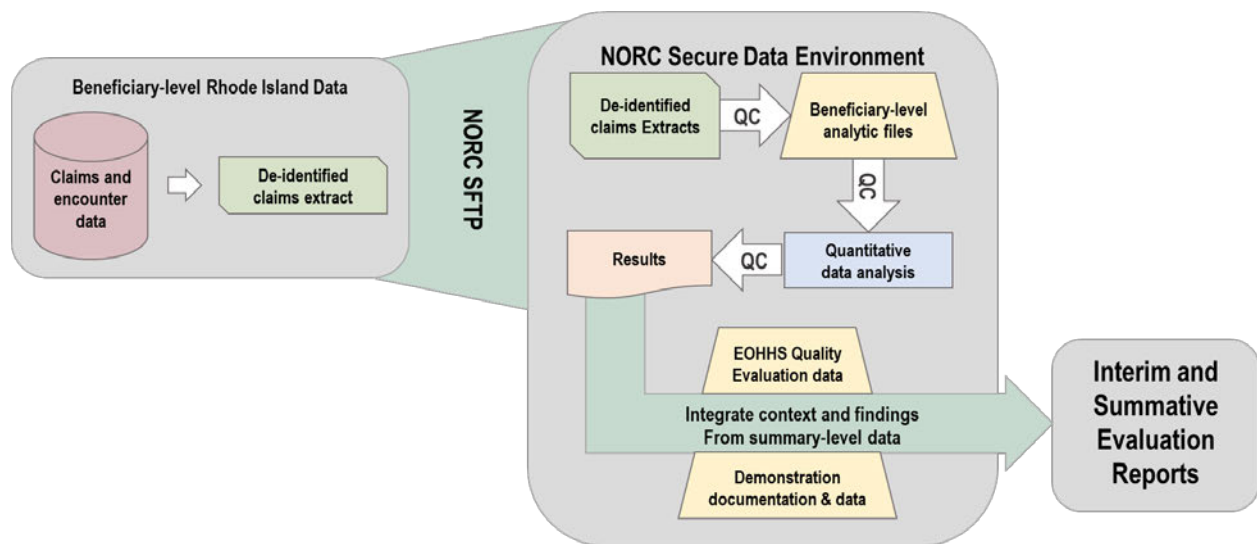 Beneficiary-level Rhode Island Data
Claims and
encounter
data
De-identified
claims extract
NORC SFTP
NORC Secure Data Environment
De-identified
claims Extracts
QC
Beneficiary-level
analytic files
QC
Quantitative
data analysis
QC
Results
EOHHS Quality
Evaluation data
Integrate context and findings
From summary-level data
Demonstration
documentation & data
Interim and
Summative
Evaluation
Reports